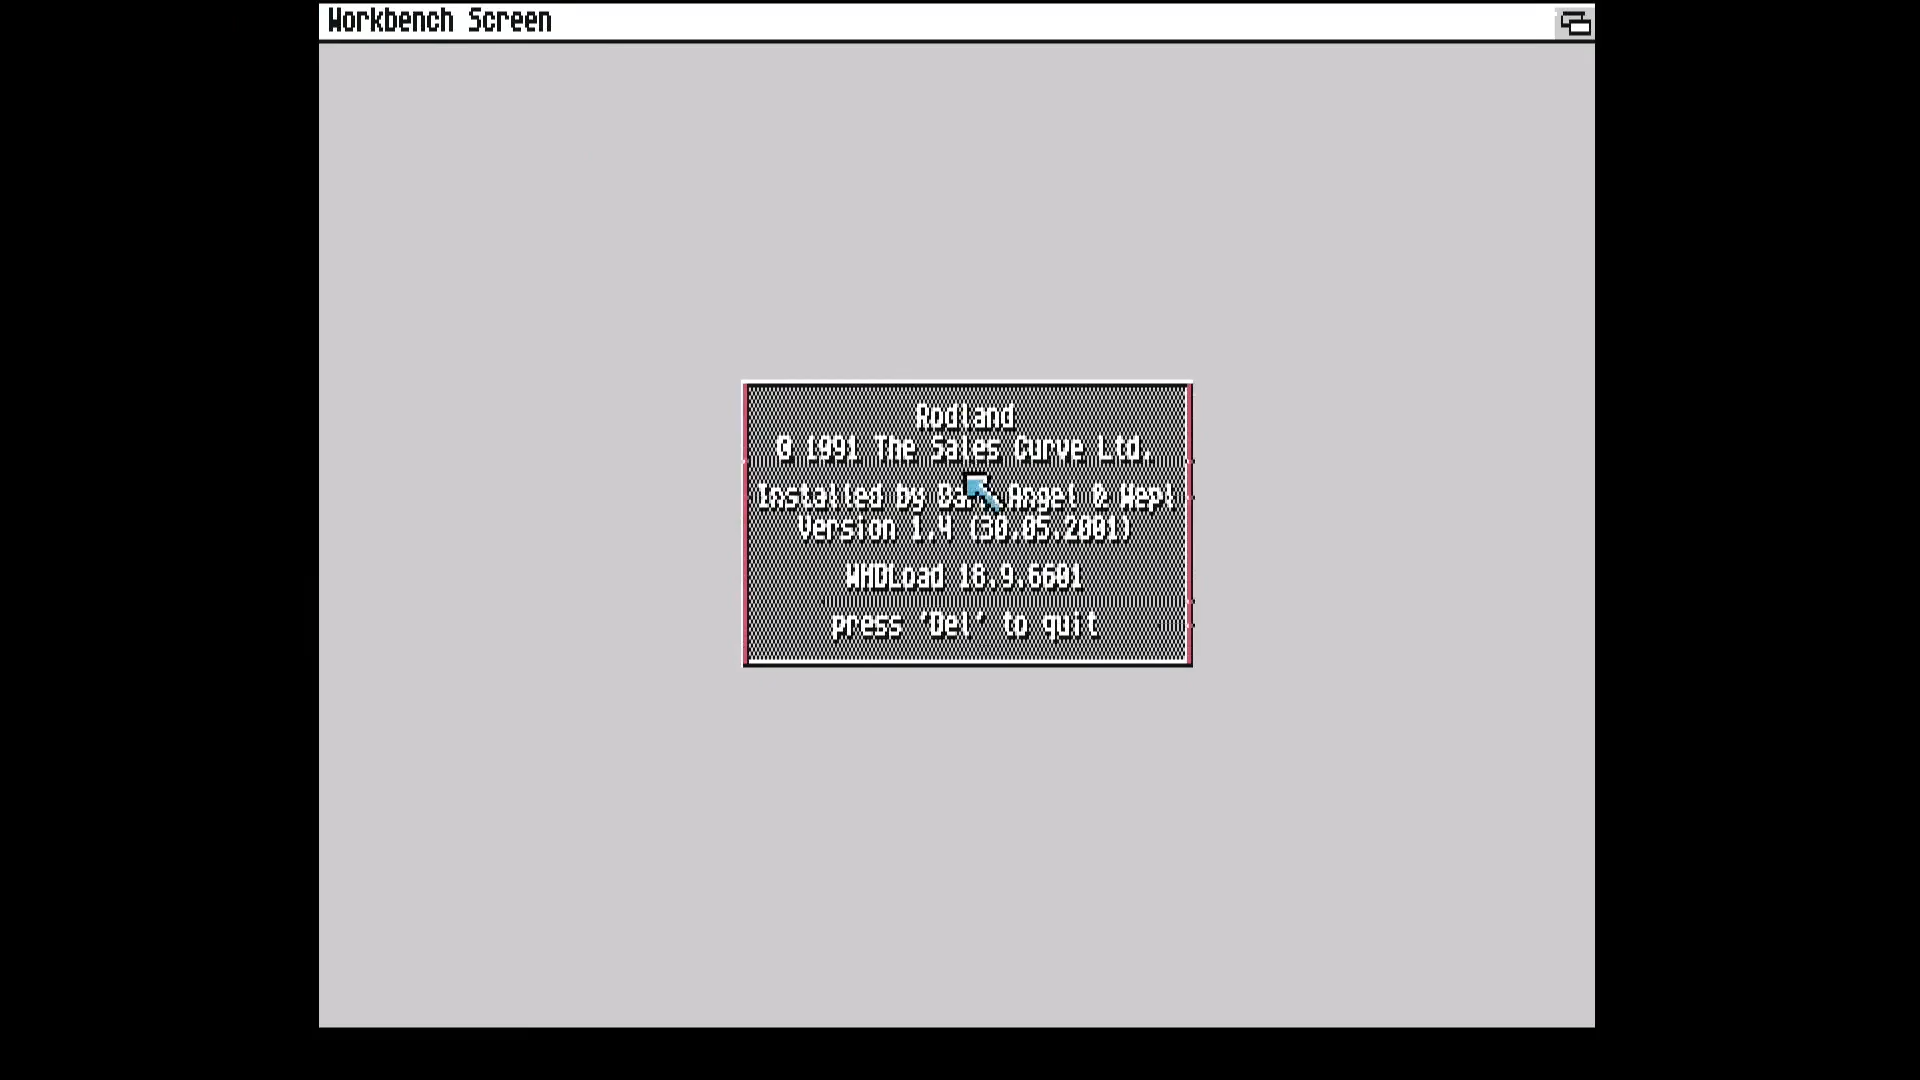 Workbench Screen
Rodland
© 1991 The Sales Curve Ltd.
Installed by Angel & Wepl
Version 1.4 (30.05.2001)
WHDLoad 18.9.6601
press 'Del' to quit